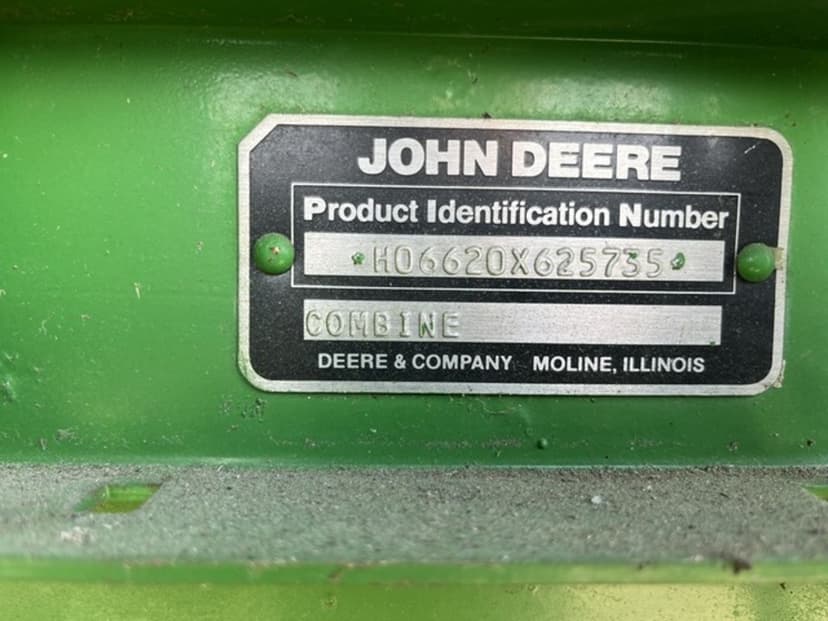 JOHN DEERE
Product Identification Number
*H06620X625735*
COMBINE
DEERE & COMPANY MOLINE, ILLINOIS